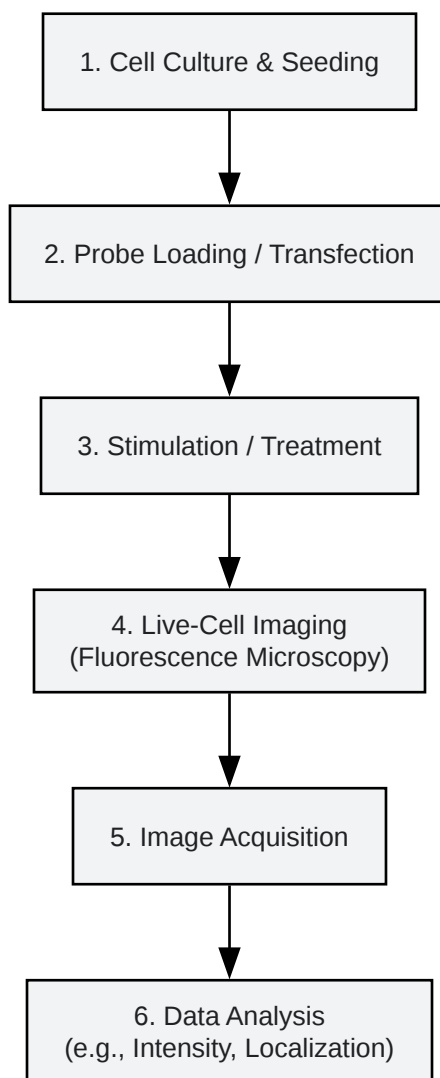 1. Cell Culture & Seeding
2. Probe Loading / Transfection
3. Stimulation / Treatment
4. Live-Cell Imaging
(Fluorescence Microscopy)
5. Image Acquisition
6. Data Analysis
(e.g., Intensity, Localization)